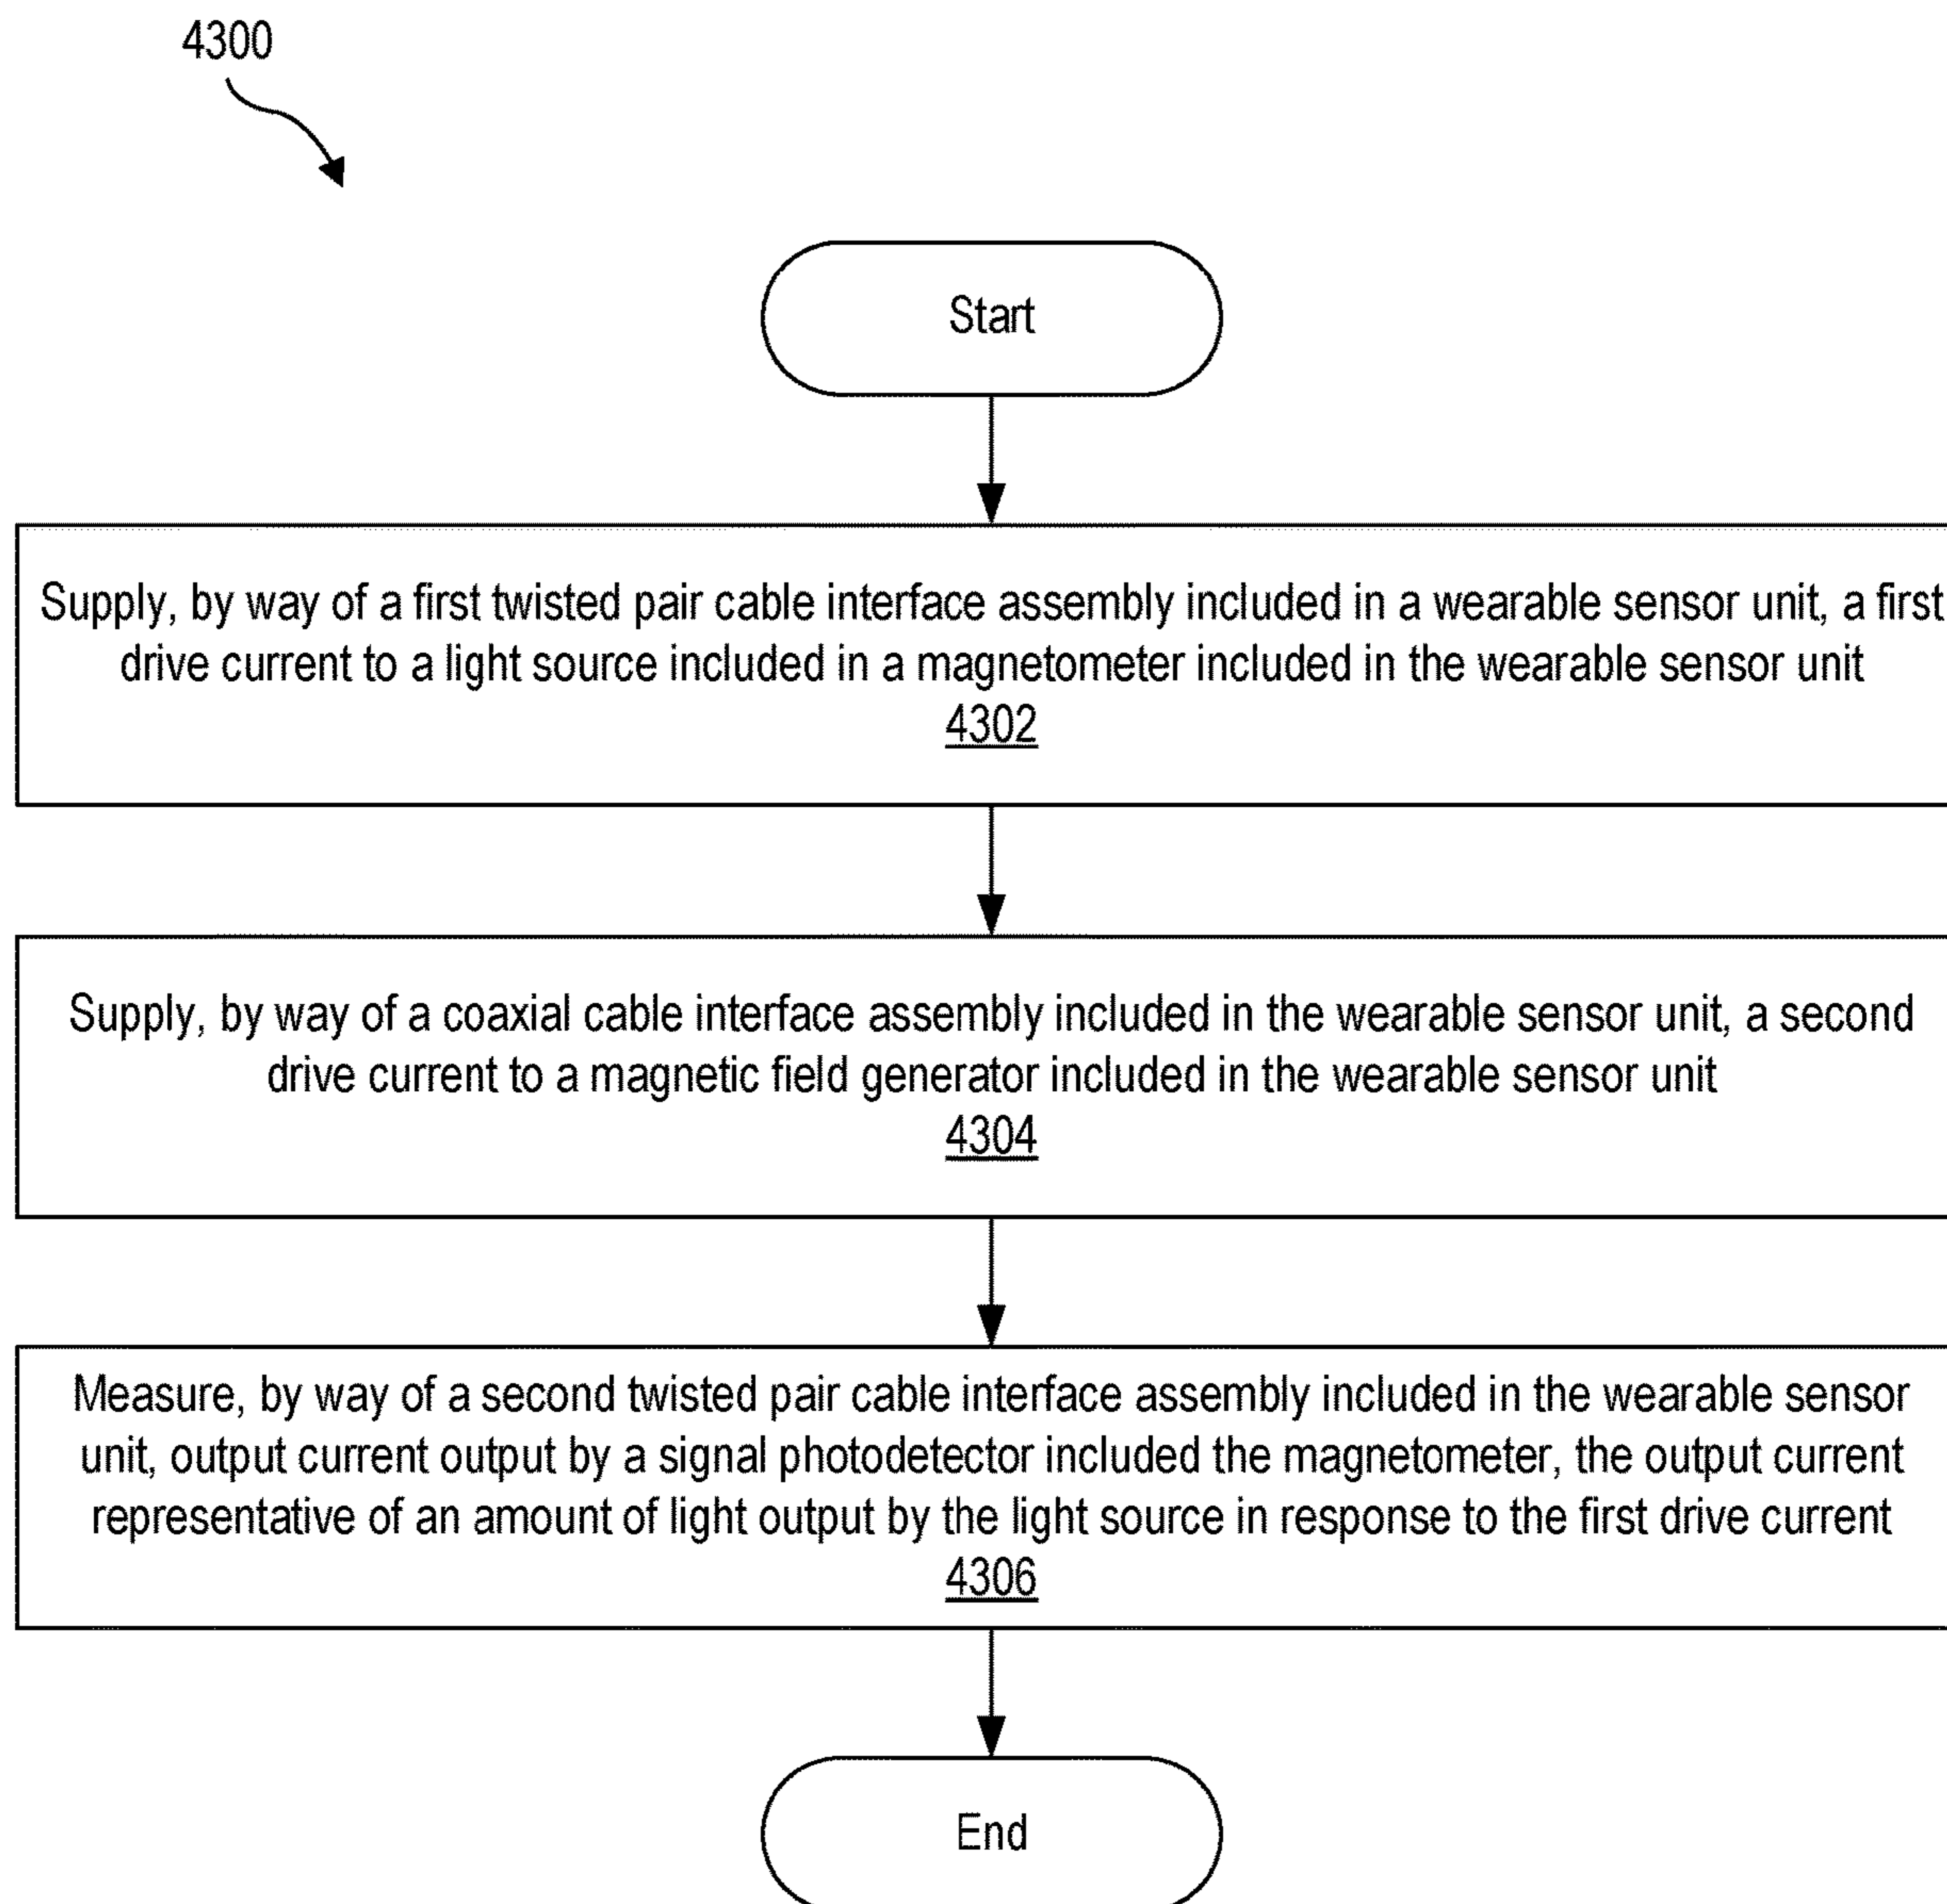 4300
Start
Supply, by way of a first twisted pair cable interface assembly included in a wearable sensor unit, a first
drive current to a light source included in a magnetometer included in the wearable sensor unit
4302
Supply, by way of a coaxial cable interface assembly included in the wearable sensor unit, a second
drive current to a magnetic field generator included in the wearable sensor unit
4304
Measure, by way of a second twisted pair cable interface assembly included in the wearable sensor
unit, output current output by a signal photodetector included the magnetometer, the output current
representative of an amount of light output by the light source in response to the first drive current
4306
End